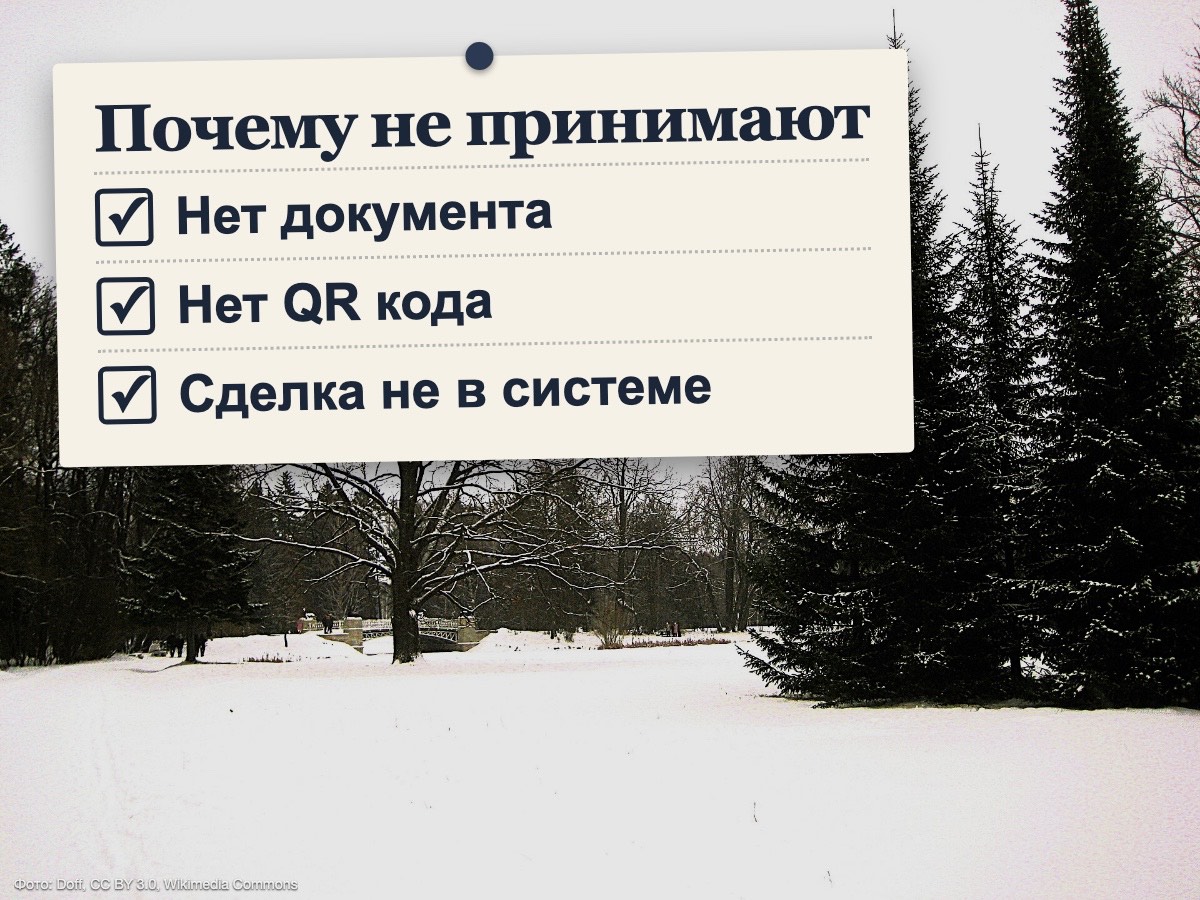 Почему не принимают
Нет документа
Нет QR кода
Сделка не в системе
Фото: Doff, CC BY 3.0, Wikimedia Commons